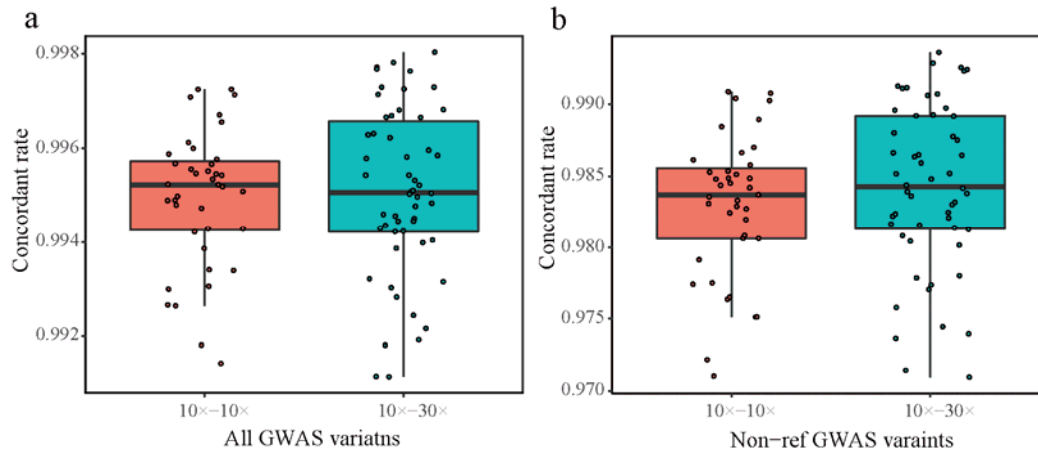 a
Concordant rate
0.998
0.996
0.994
0.992
10×−10×
10×−30×
All GWAS variatns
b
Concordant rate
0.990
0.985
0.980
0.975
0.970
10×−10×
10×−30×
Non−ref GWAS varaints